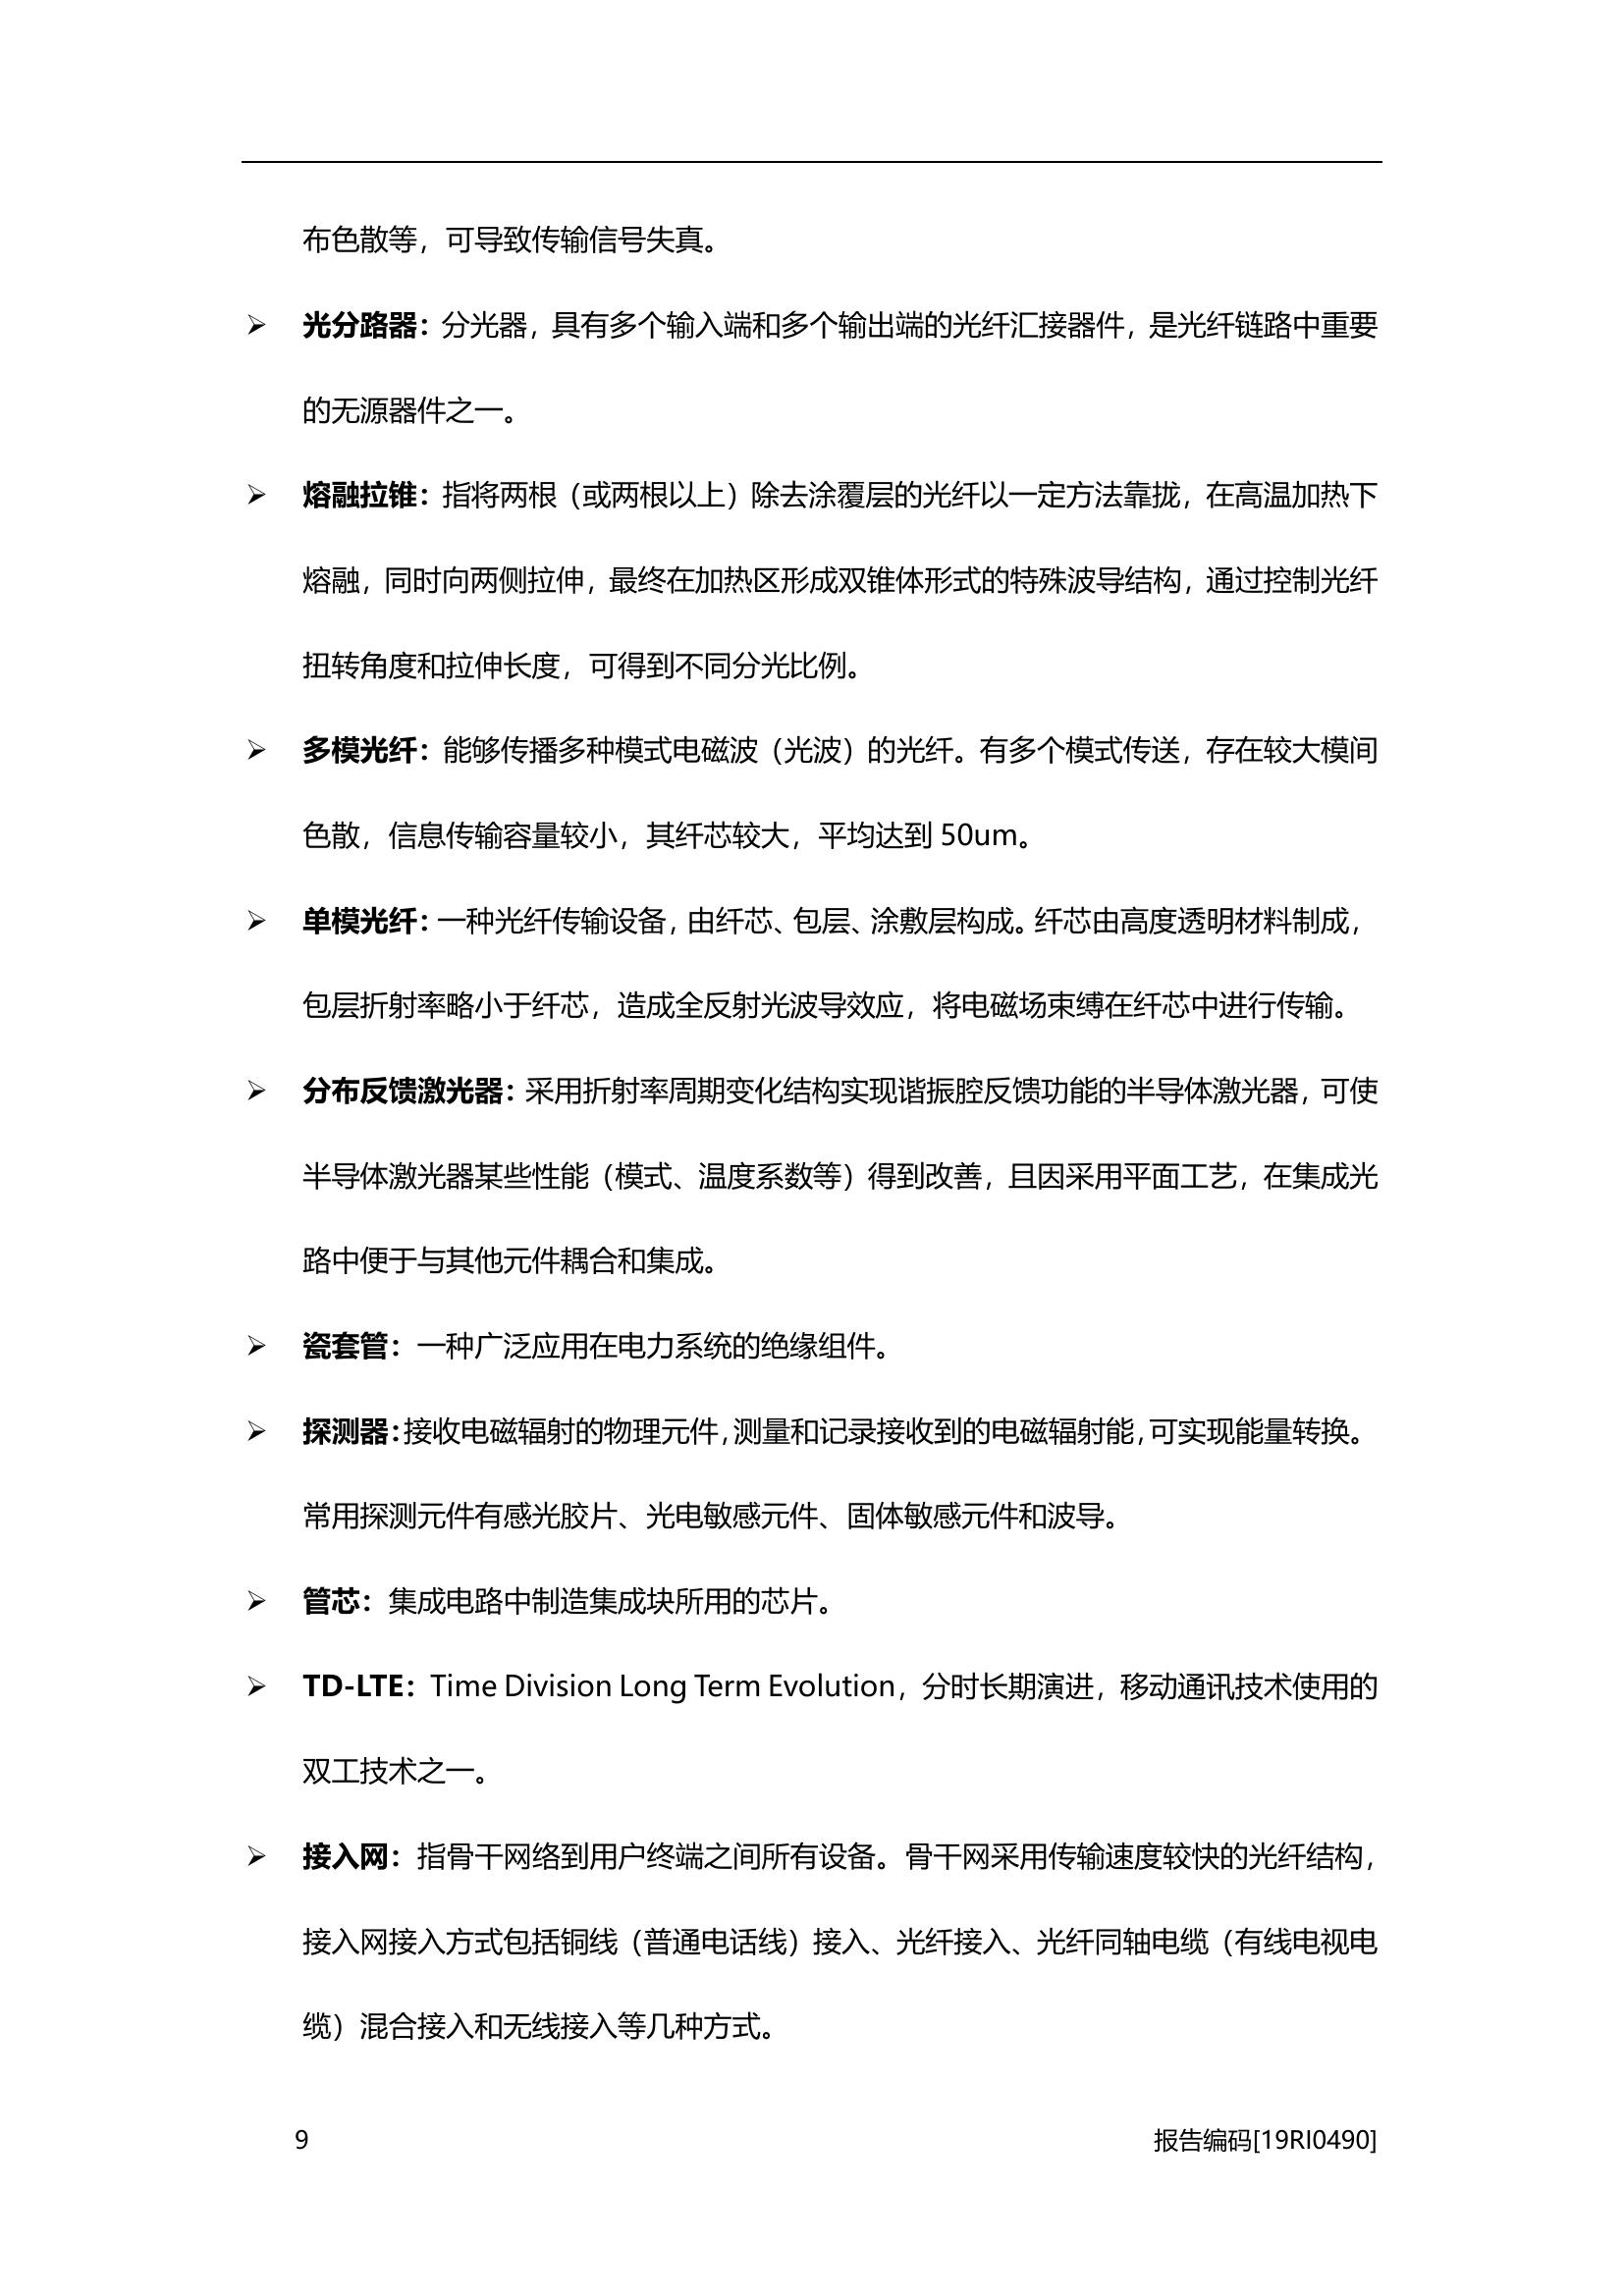 布色散等，可导致传输信号失真。
➢ 光分路器：分光器，具有多个输入端和多个输出端的光纤汇接器件，是光纤链路中重要
的无源器件之一。
➢ 熔融拉锥：指将两根（或两根以上）除去涂覆层的光纤以一定方法靠拢，在高温加热下
熔融，同时向两侧拉伸，最终在加热区形成双锥体形式的特殊波导结构，通过控制光纤
扭转角度和拉伸长度，可得到不同分光比例。
➢ 多模光纤：能够传播多种模式电磁波（光波）的光纤。有多个模式传送，存在较大模间
色散，信息传输容量较小，其纤芯较大，平均达到 50um。
➢ 单模光纤：一种光纤传输设备，由纤芯、包层、涂敷层构成。纤芯由高度透明材料制成，
包层折射率略小于纤芯，造成全反射光波导效应，将电磁场束缚在纤芯中进行传输。
➢ 分布反馈激光器：采用折射率周期变化结构实现谐振腔反馈功能的半导体激光器，可使
半导体激光器某些性能（模式、温度系数等）得到改善，且因采用平面工艺，在集成光
路中便于与其他元件耦合和集成。
➢ 瓷套管：一种广泛应用在电力系统的绝缘组件。
➢ 探测器：接收电磁辐射的物理元件，测量和记录接收到的电磁辐射能，可实现能量转换。
常用探测元件有感光胶片、光电敏感元件、固体敏感元件和波导。
➢ 管芯：集成电路中制造集成块所用的芯片。
➢ TD-LTE：Time Division Long Term Evolution，分时长期演进，移动通讯技术使用的
双工技术之一。
➢ 接入网：指骨干网络到用户终端之间所有设备。骨干网采用传输速度较快的光纤结构，
接入网接入方式包括铜线（普通电话线）接入、光纤接入、光纤同轴电缆（有线电视电
缆）混合接入和无线接入等几种方式。
9 报告编码[19RI0490]